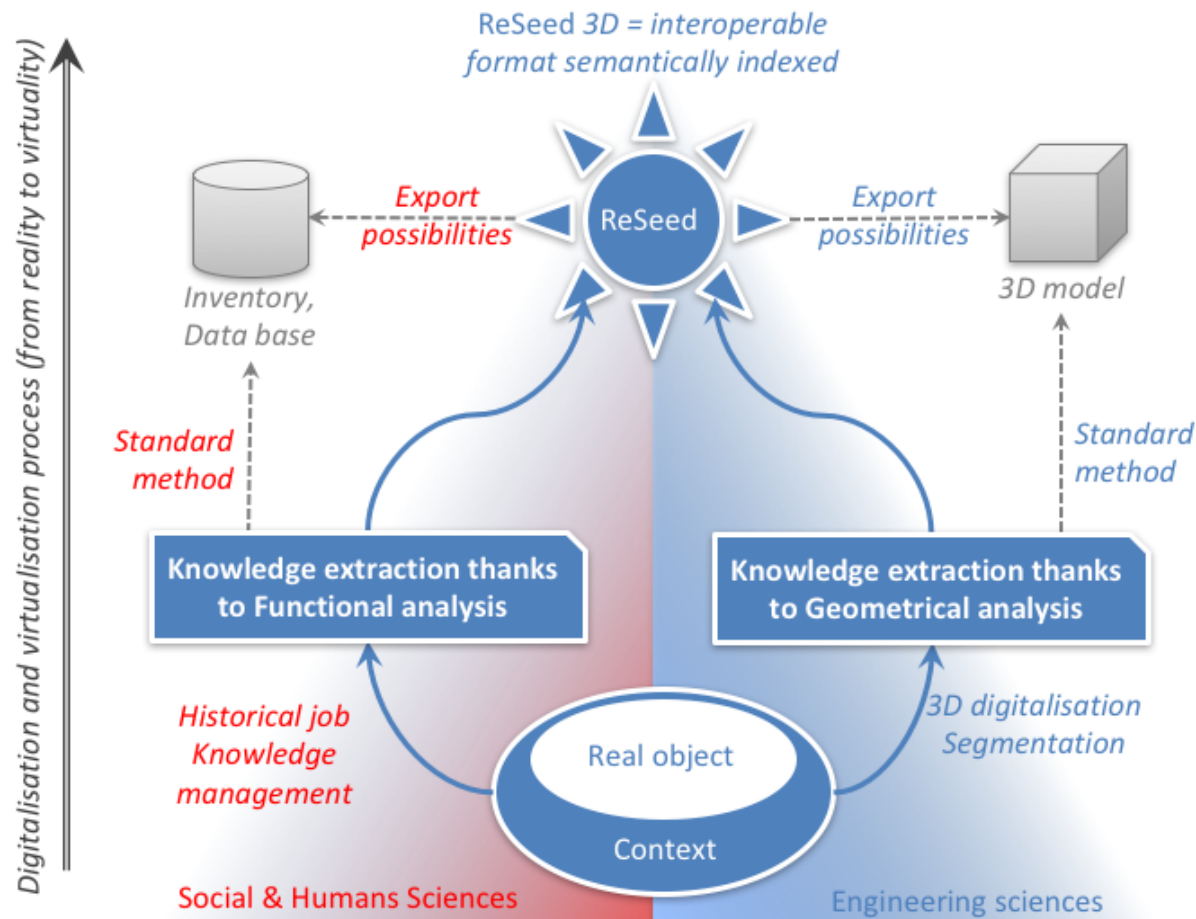 Digitalisation and virtualisation process (from reality to virtuality)
ReSeed 3D = interoperable
format semantically indexed
ReSeed
Export
possibilities
Export
possibilities
Inventory,
Data base
3D model
Standard
method
Standard
method
Knowledge extraction thanks
to Functional analysis
Knowledge extraction thanks
to Geometrical analysis
Historical job
Knowledge
management
3D digitalisation
Segmentation
Real object
Context
Social & Humans Sciences
Engineering sciences